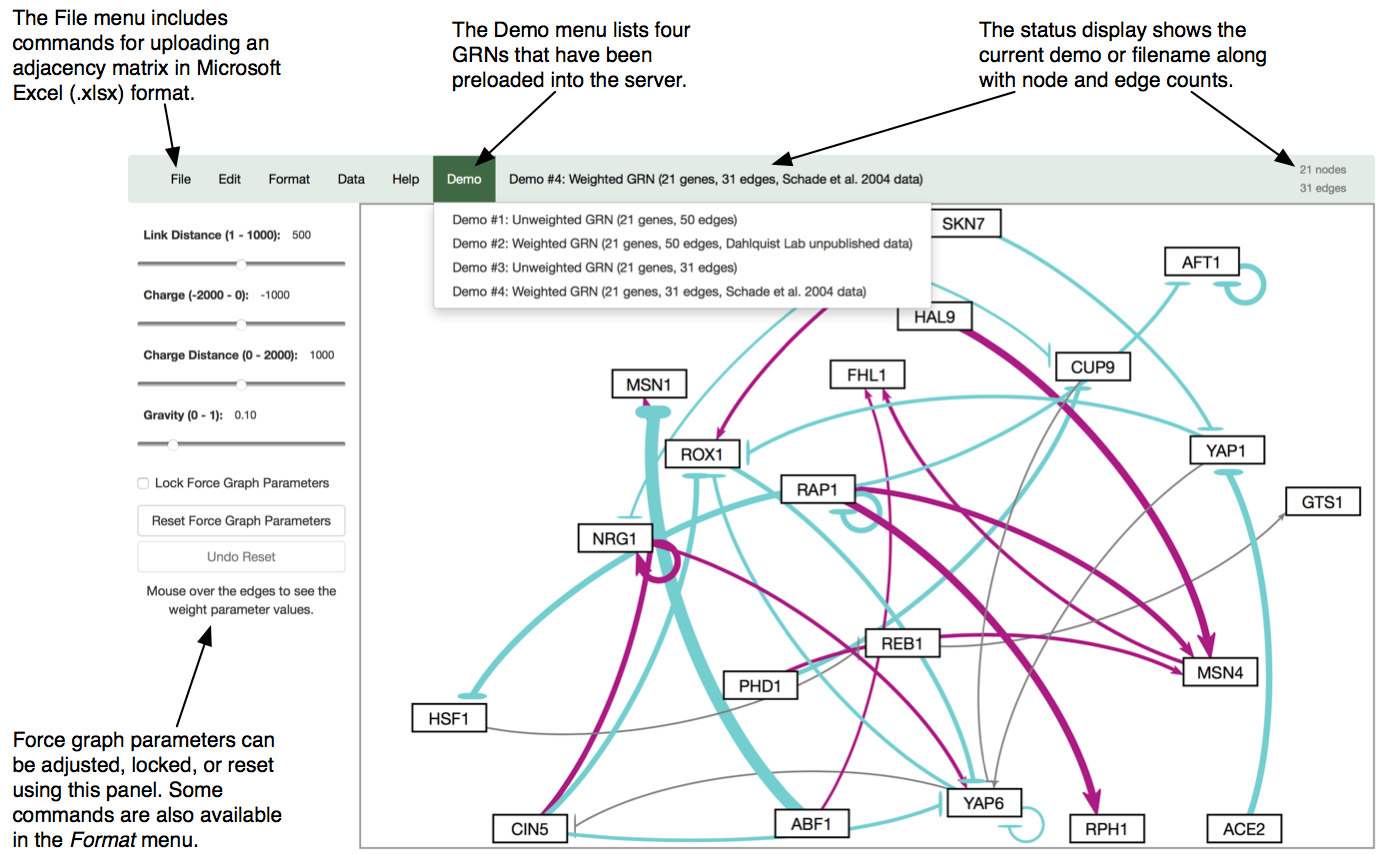 The File menu includes
commands for uploading an
adjacency matrix in Microsoft
Excel (.xlsx) format.
The Demo menu lists four
GRNs that have been
preloaded into the server.
The status display shows the
current demo or filename along
with node and edge counts.
File Edit Format Data Help Demo Demo #4: Weighted GRN (21 genes, 31 edges, Schade et al. 2004 data)
21 nodes
31 edges
Demo #1: Unweighted GRN (21 genes, 50 edges)
Demo #2: Weighted GRN (21 genes, 50 edges, Dahlquist Lab unpublished data)
Demo #3: Unweighted GRN (21 genes, 31 edges)
Demo #4: Weighted GRN (21 genes, 31 edges, Schade et al. 2004 data)
Link Distance (1 - 1000): 500
Charge (-2000 - 0): -1000
Charge Distance (0 - 2000): 1000
Gravity (0 - 1): 0.10
Lock Force Graph Parameters
Reset Force Graph Parameters
Undo Reset
Mouse over the edges to see the
weight parameter values.
Force graph parameters can
be adjusted, locked, or reset
using this panel. Some
commands are also available
in the Format menu.
SKN7
AFT1
HAL9
CUP9
FHL1
MSN1
ROX1
YAP1
RAP1
GTS1
NRG1
REB1
MSN4
PHD1
HSF1
YAP6
CIN5
ABF1
RPH1
ACE2